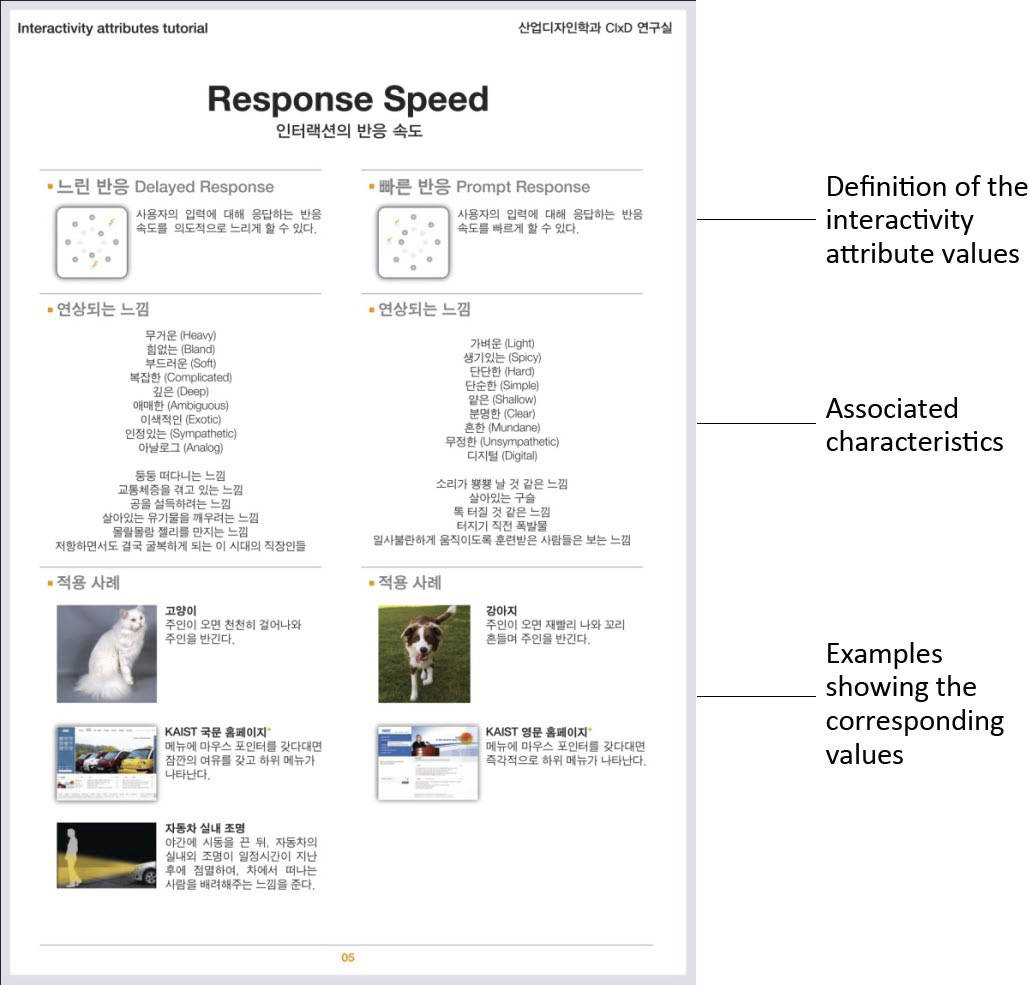 Interactivity attributes tutorial
산업디자인학과 CIxD 연구실
Response Speed
인터랙션의 반응 속도
느린 반응 Delayed Response
사용자의 입력에 대해 응답하는 반응
속도를 의도적으로 느리게 할 수 있다.
연상되는 느낌
무거운 (Heavy)
힘없는 (Bland)
부드러운 (Soft)
복잡한 (Complicated)
깊은 (Deep)
애매한 (Ambiguous)
이색적인 (Exotic)
인정있는 (Sympathetic)
아날로그 (Analog)
둥둥 떠다니는 느낌
교통체증을 겪고 있는 느낌
공을 설득하려는 느낌
살아있는 유기물을 깨우려는 느낌
몰랑몰랑 젤리를 만지는 느낌
저항하면서도 결국 굴복하게 되는 이 시대의 직장인들
적용 사례
고양이
주인이 오면 천천히 걸어나와
주인을 반긴다.
KAIST 국문 홈페이지*
메뉴에 마우스 포인터를 갖다대면
잠깐의 여유를 갖고 하위 메뉴가
나타난다.
자동차 실내 조명
야간에 시동을 끈 뒤, 자동차의
실내외 조명이 일정시간이 지난
후에 점멸하여, 차에서 떠나는
사람을 배려해주는 느낌을 준다.
빠른 반응 Prompt Response
사용자의 입력에 대해 응답하는 반응
속도를 빠르게 할 수 있다.
연상되는 느낌
가벼운 (Light)
생기있는 (Spicy)
단단한 (Hard)
단순한 (Simple)
얕은 (Shallow)
분명한 (Clear)
흔한 (Mundane)
무정한 (Unsympathetic)
디지털 (Digital)
소리가 뿅뿅 날 것 같은 느낌
살아있는 구슬
톡 터질 것 같은 느낌
터지기 직전 폭발물
일사불란하게 움직이도록 훈련받은 사람들은 보는 느낌
적용 사례
강아지
주인이 오면 재빨리 나와 꼬리
흔들며 주인을 반긴다.
KAIST 영문 홈페이지*
메뉴에 마우스 포인터를 갖다대면
즉각적으로 하위 메뉴가 나타난다.
05
Definition of the
interactivity
attribute values
Associated
characteristics
Examples
showing the
corresponding
values